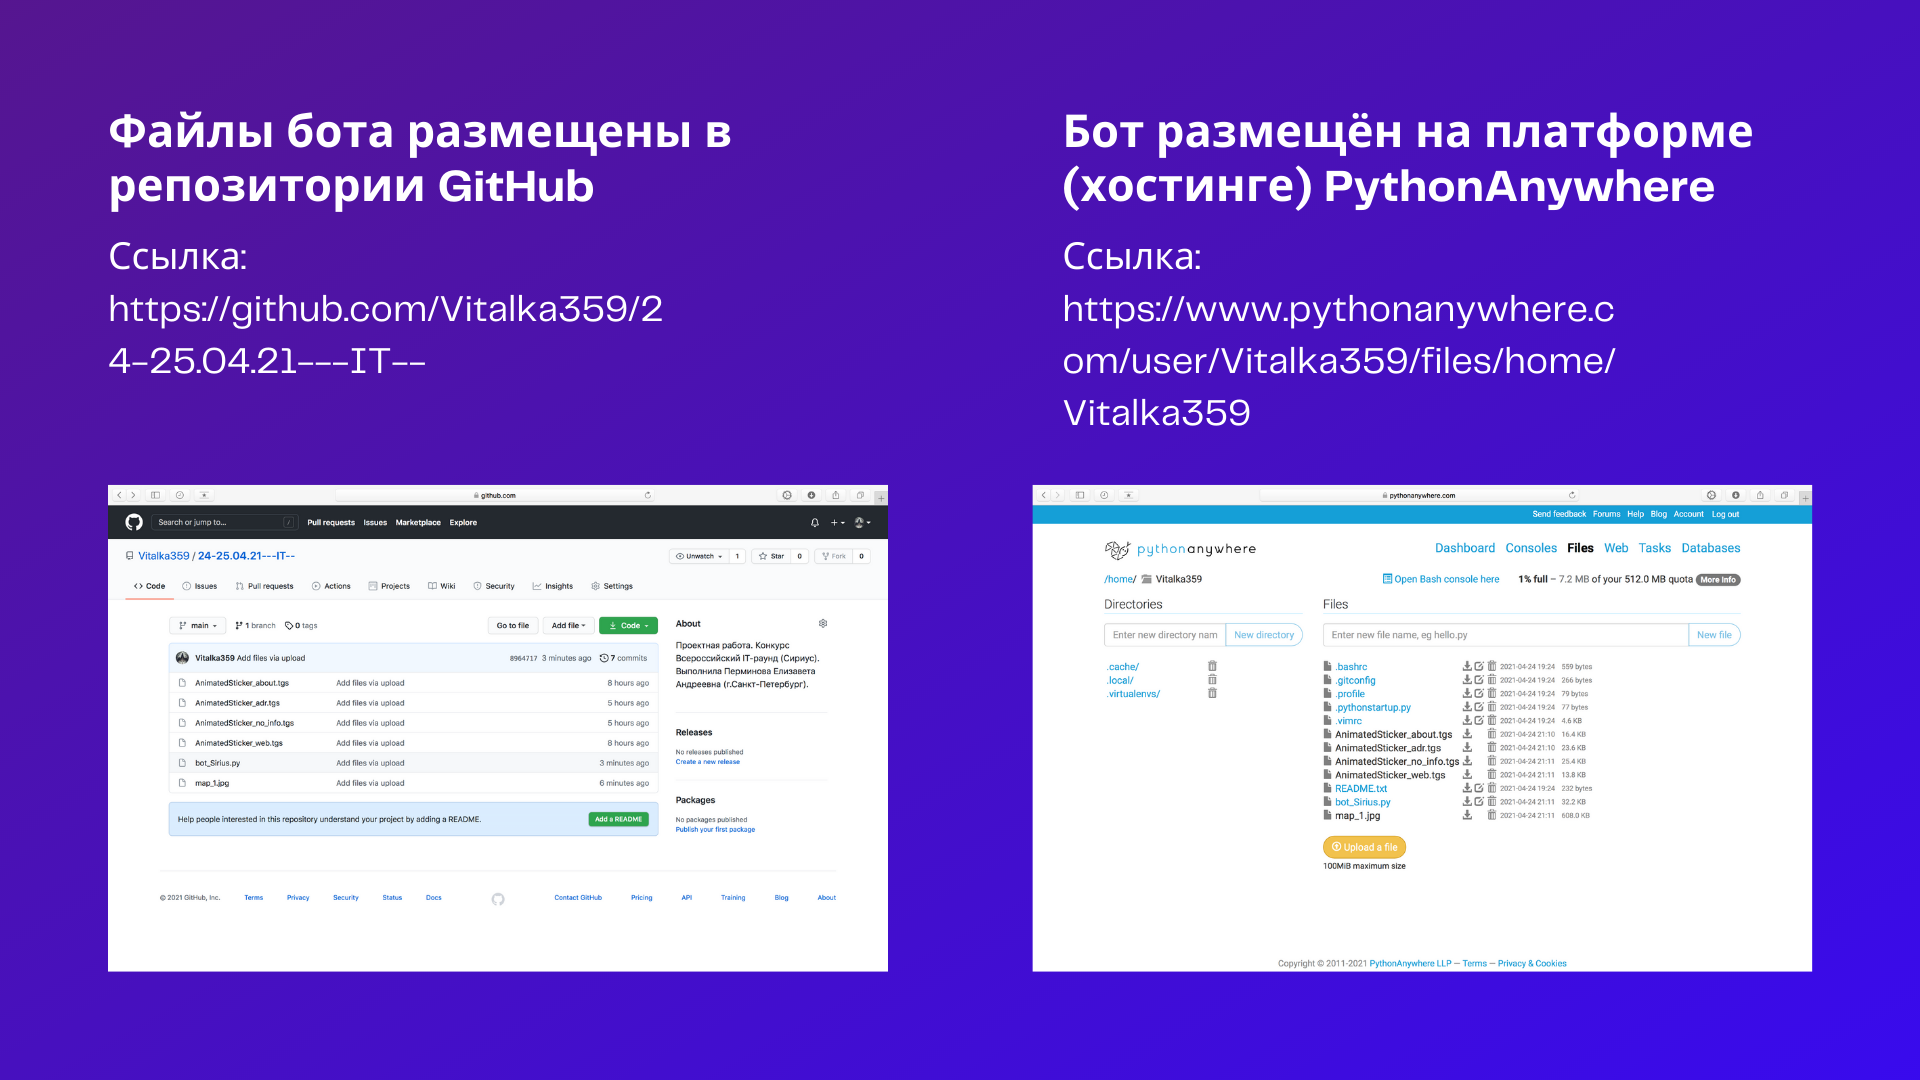 Файлы бота размещены в
репозитории GitHub
Ссылка:
https://github.com/Vitalka359/2
4-25.04.21---IT--
Бот размещён на платформе
(хостинге) PythonAnywhere
Ссылка:
https://www.pythonanywhere.c
om/user/Vitalka359/files/home/
Vitalka359
github.com
Search or jump to... /
Pull requests Issues Marketplace Explore
Vitalka359 / 24-25.04.21---IT--
Unwatch 1 Star 0 Fork 0
Code Issues Pull requests Actions Projects Wiki Security Insights Settings
main 1 branch 0 tags Go to file Add file Code
Vitalka359 Add files via upload 8964717 3 minutes ago 7 commits
AnimatedSticker_about.tgs Add files via upload 8 hours ago
AnimatedSticker_adr.tgs Add files via upload 5 hours ago
AnimatedSticker_no_info.tgs Add files via upload 5 hours ago
AnimatedSticker_web.tgs Add files via upload 8 hours ago
bot_Sirius.py Add files via upload 3 minutes ago
map_1.jpg Add files via upload 6 minutes ago
Help people interested in this repository understand your project by adding a README. Add a README
About
Проектная работа. Конкурс
Всероссийский IT-раунд (Сириус).
Выполнила Перминова Елизавета
Андреевна (г.Санкт-Петербург).
Releases
No releases published
Create a new release
Packages
No packages published
Publish your first package
© 2021 GitHub, Inc. Terms Privacy Security Status Docs Contact GitHub Pricing API Training Blog About
pythonanywhere.com
Send feedback Forums Help Blog Account Log out
pythonanywhere
Dashboard Consoles Files Web Tasks Databases
/home/ Vitalka359
Open Bash console here 1% full – 7.2 MB of your 512.0 MB quota More Info
Directories
Enter new directory nam New directory
.cache/
.local/
.virtualenvs/
Files
Enter new file name, eg hello.py New file
.bashrc 2021-04-24 19:24 559 bytes
.gitconfig 2021-04-24 19:24 266 bytes
.profile 2021-04-24 19:24 79 bytes
.pythonstartup.py 2021-04-24 19:24 77 bytes
.vimrc 2021-04-24 19:24 4.6 KB
AnimatedSticker_about.tgs 2021-04-24 21:10 16.4 KB
AnimatedSticker_adr.tgs 2021-04-24 21:10 23.6 KB
AnimatedSticker_no_info.tgs 2021-04-24 21:11 25.4 KB
AnimatedSticker_web.tgs 2021-04-24 21:11 13.8 KB
README.txt 2021-04-24 19:24 232 bytes
bot_Sirius.py 2021-04-24 21:11 32.2 KB
map_1.jpg 2021-04-24 21:11 608.0 KB
Upload a file
100MiB maximum size
Copyright © 2011-2021 PythonAnywhere LLP — Terms — Privacy & Cookies